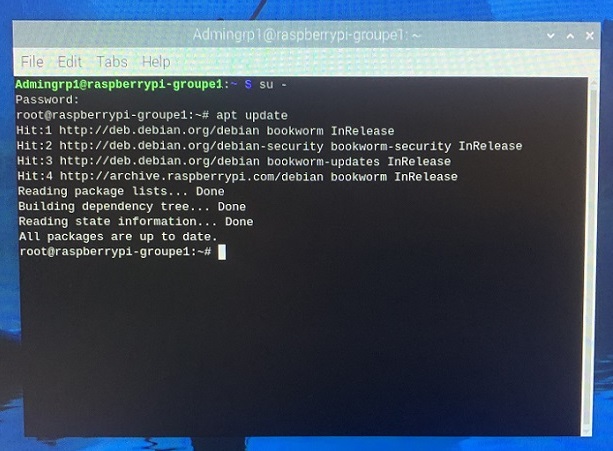 Admingrp1@raspberrypi-groupe1: ~
File Edit Tabs Help
Admingrp1@raspberrypi-groupe1:~ $ su -
Password:
root@raspberrypi-groupe1:~# apt update
Hit:1 http://deb.debian.org/debian bookworm InRelease
Hit:2 http://deb.debian.org/debian-security bookworm-security InRelease
Hit:3 http://deb.debian.org/debian bookworm-updates InRelease
Hit:4 http://archive.raspberrypi.com/debian bookworm InRelease
Reading package lists... Done
Building dependency tree... Done
Reading state information... Done
All packages are up to date.
root@raspberrypi-groupe1:~#